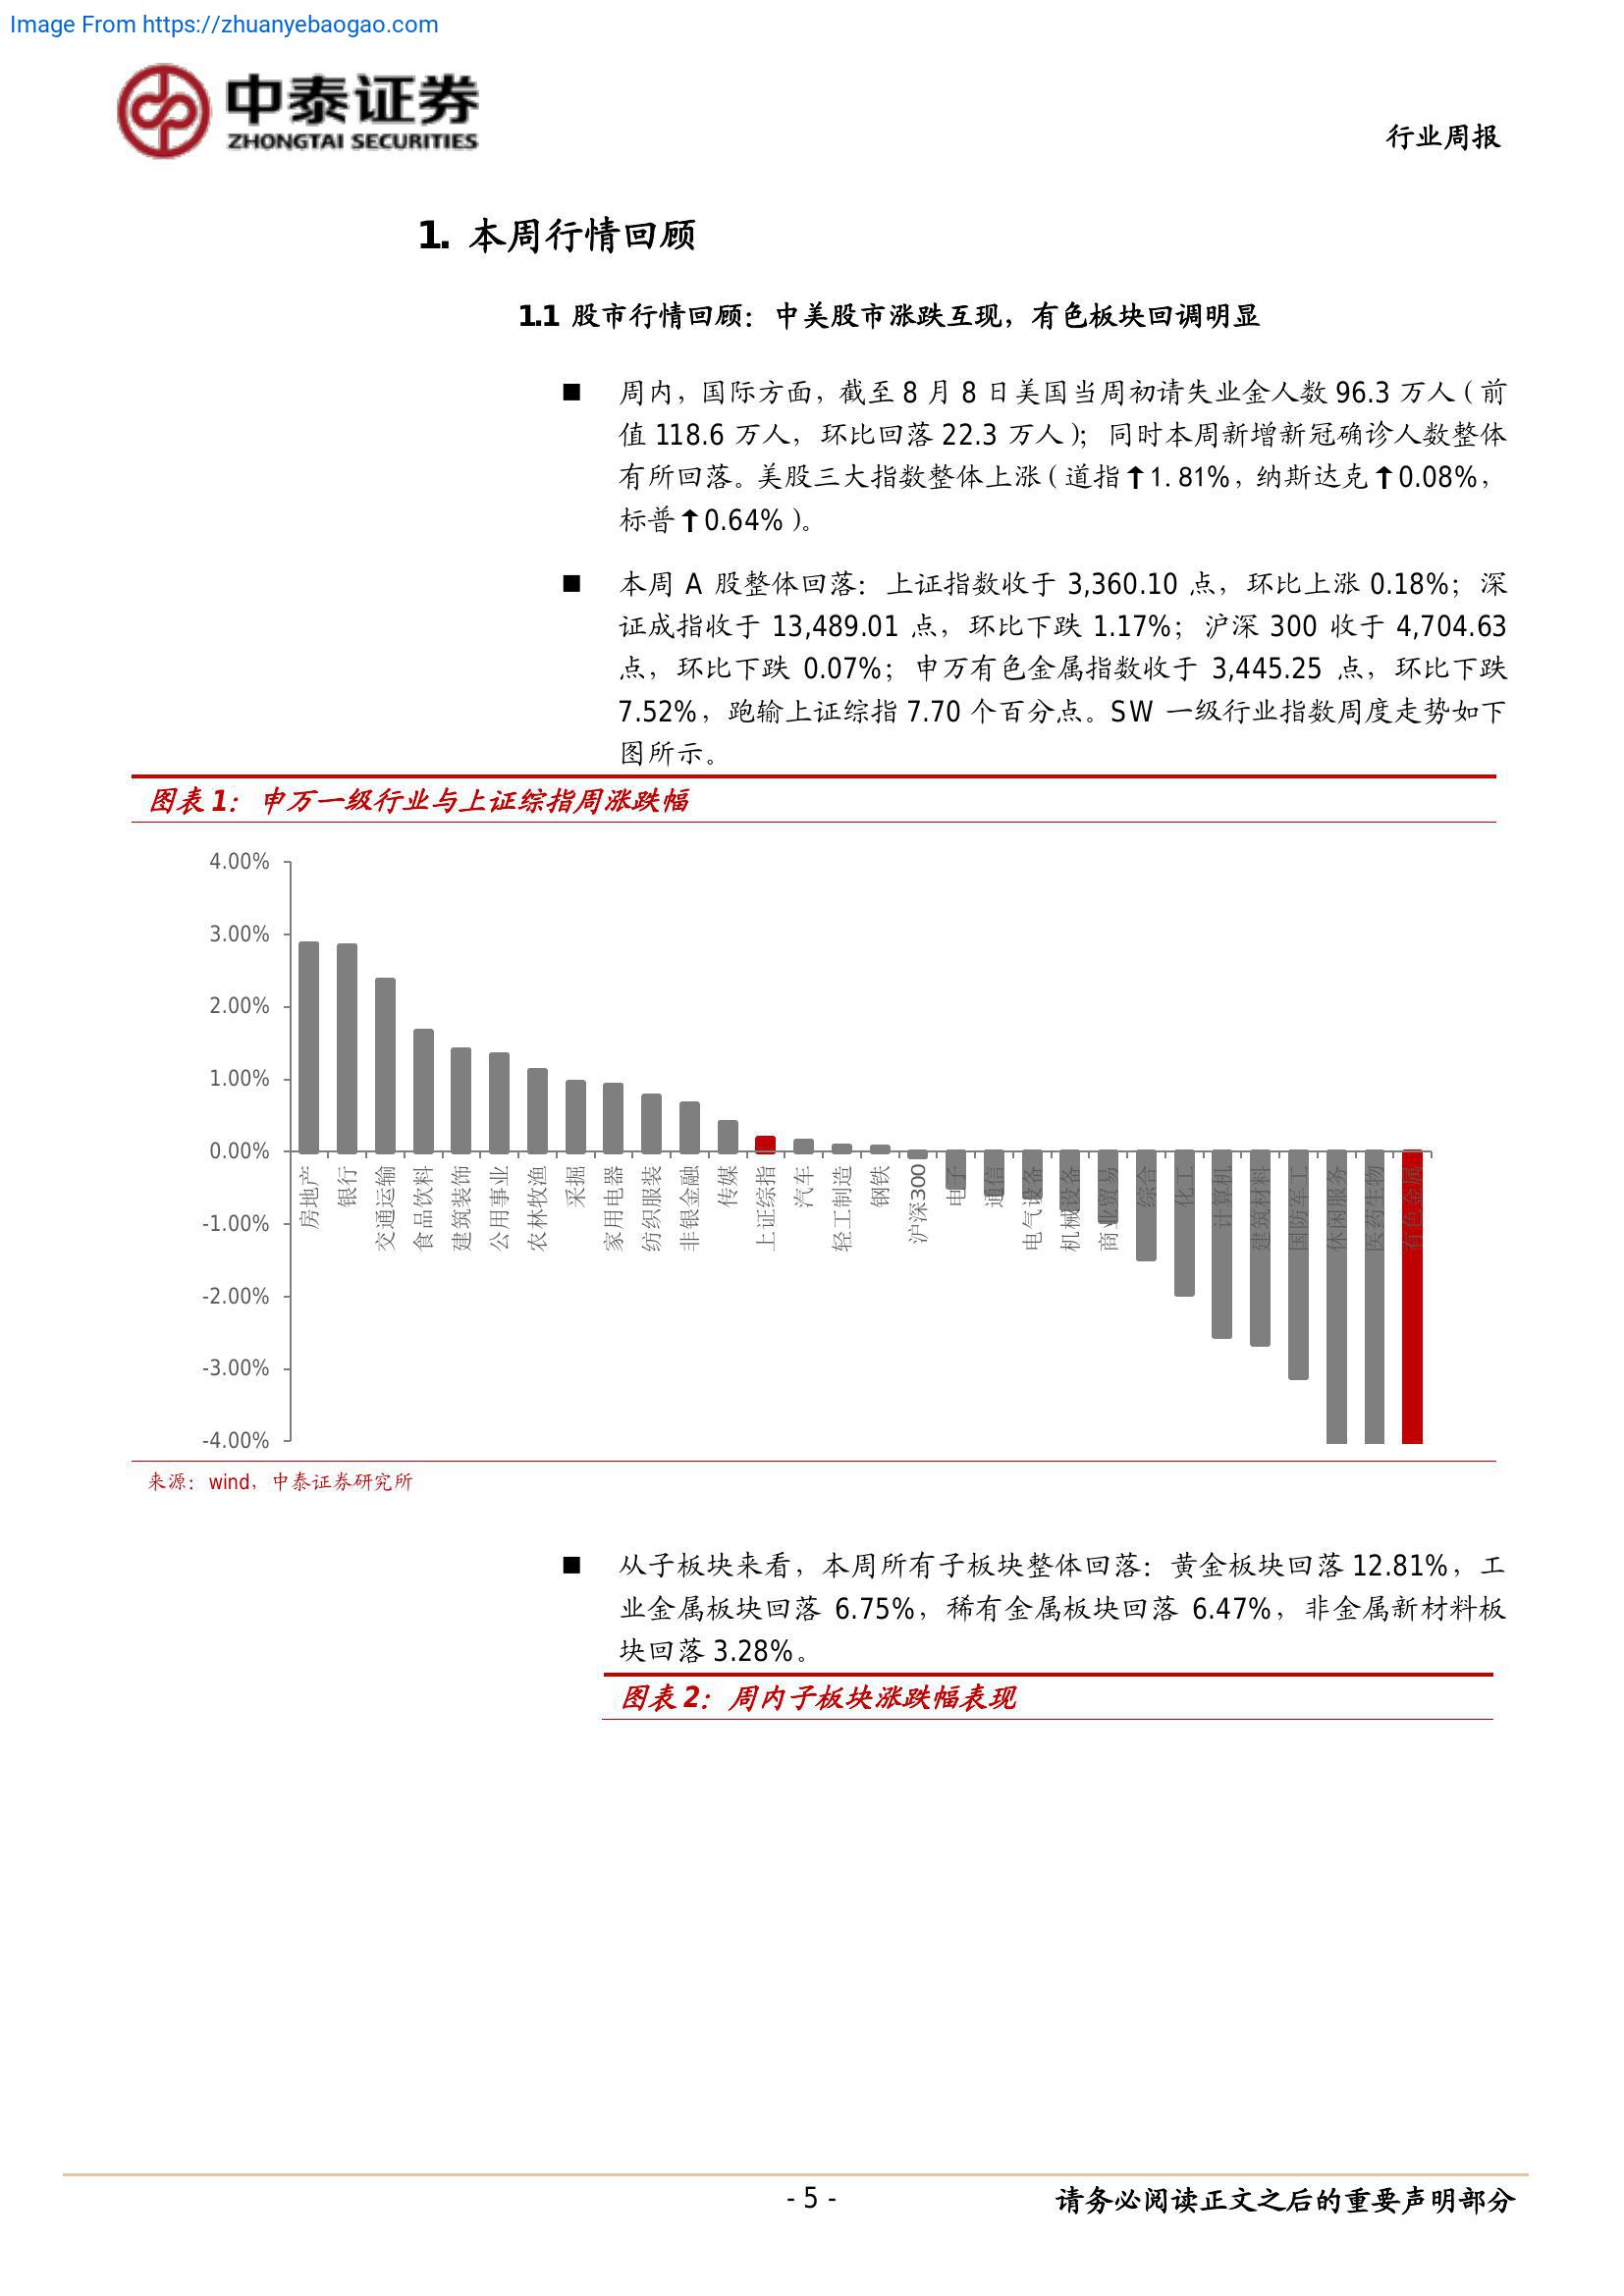 Image From https://zhuanyebaogao.com
中泰证券
ZHONGTAI SECURITIES
行业周报
1. 本周行情回顾
1.1 股市行情回顾：中美股市涨跌互现，有色板块回调明显
■ 周内，国际方面，截至 8 月 8 日美国当周初请失业金人数 96.3 万人（前
值 118.6 万人，环比回落 22.3 万人）；同时本周新增新冠确诊人数整体
有所回落。美股三大指数整体上涨（道指↑1.81%，纳斯达克↑0.08%，
标普↑0.64%）。
■ 本周 A 股整体回落：上证指数收于 3,360.10 点，环比上涨 0.18%；深
证成指收于 13,489.01 点，环比下跌 1.17%；沪深 300 收于 4,704.63
点，环比下跌 0.07%；申万有色金属指数收于 3,445.25 点，环比下跌
7.52%，跑输上证综指 7.70 个百分点。SW 一级行业指数周度走势如下
图所示。
图表 1：申万一级行业与上证综指周涨跌幅
4.00%
3.00%
2.00%
1.00%
0.00%
-1.00%
-2.00%
-3.00%
-4.00%
房地产
银行
交通运输
食品饮料
建筑装饰
公用事业
农林牧渔
采掘
家用电器
纺织服装
非银金融
传媒
上证综指
汽车
轻工制造
钢铁
沪深300
电子
通信
电气设备
机械设备
商业贸易
综合
化工
计算机
建筑材料
国防军工
休闲服务
医药生物
有色金属
来源：wind，中泰证券研究所
■ 从子板块来看，本周所有子板块整体回落：黄金板块回落 12.81%，工
业金属板块回落 6.75%，稀有金属板块回落 6.47%，非金属新材料板
块回落 3.28%。
图表 2：周内子板块涨跌幅表现
- 5 -
请务必阅读正文之后的重要声明部分